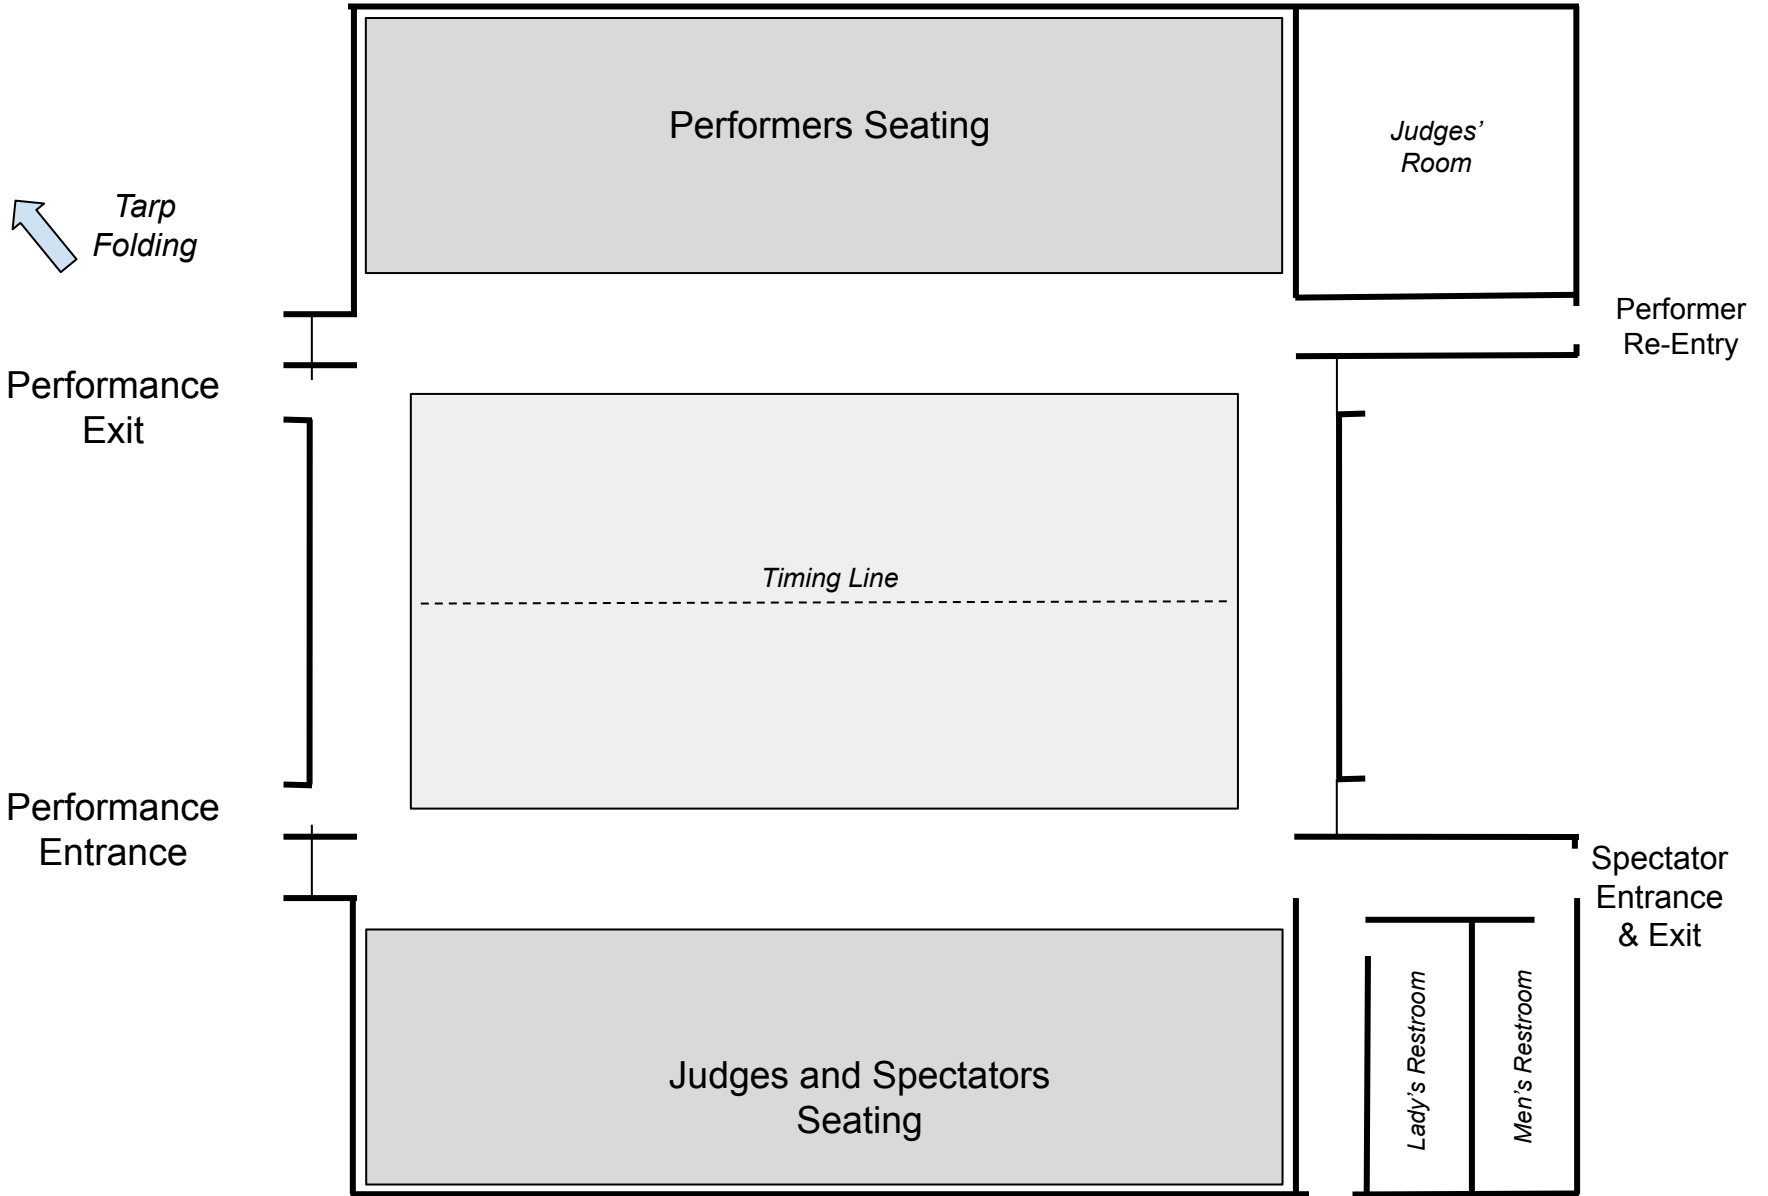 Performers Seating
Judges’
Room
Tarp
Folding
Performer
Re-Entry
Performance
Exit
Timing Line
Performance
Entrance
Spectator
Entrance
& Exit
Judges and Spectators
Seating
Lady’s Restroom
Men’s Restroom